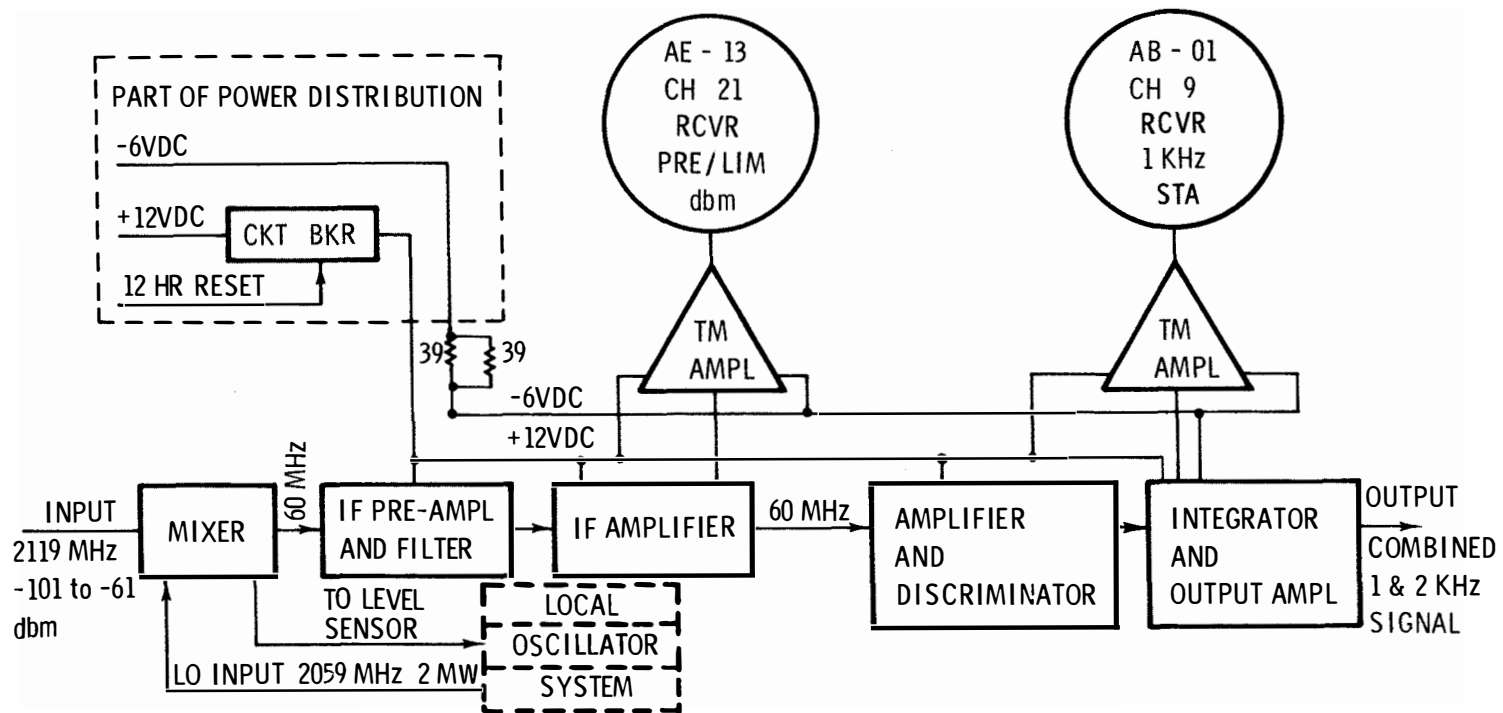 PART OF POWER DISTRIBUTION
-6VDC
+12VDC
CKT BKR
12 HR RESET
AE - 13
CH 21
RCVR
PRE/LIM
dbm
AB - 01
CH 9
RCVR
1 KHz
STA
39
39
TM
AMPL
TM
AMPL
-6VDC
+12VDC
INPUT
2119 MHz
-101 to -61
dbm
MIXER
60 MHz
IF PRE-AMPL
AND FILTER
IF AMPLIFIER
60 MHz
AMPLIFIER
AND
DISCRIMINATOR
INTEGRATOR
AND
OUTPUT AMPL
OUTPUT
COMBINED
1 & 2 KHz
SIGNAL
TO LEVEL
SENSOR
LO INPUT 2059 MHz 2 MW
LOCAL
OSCILLATOR
SYSTEM